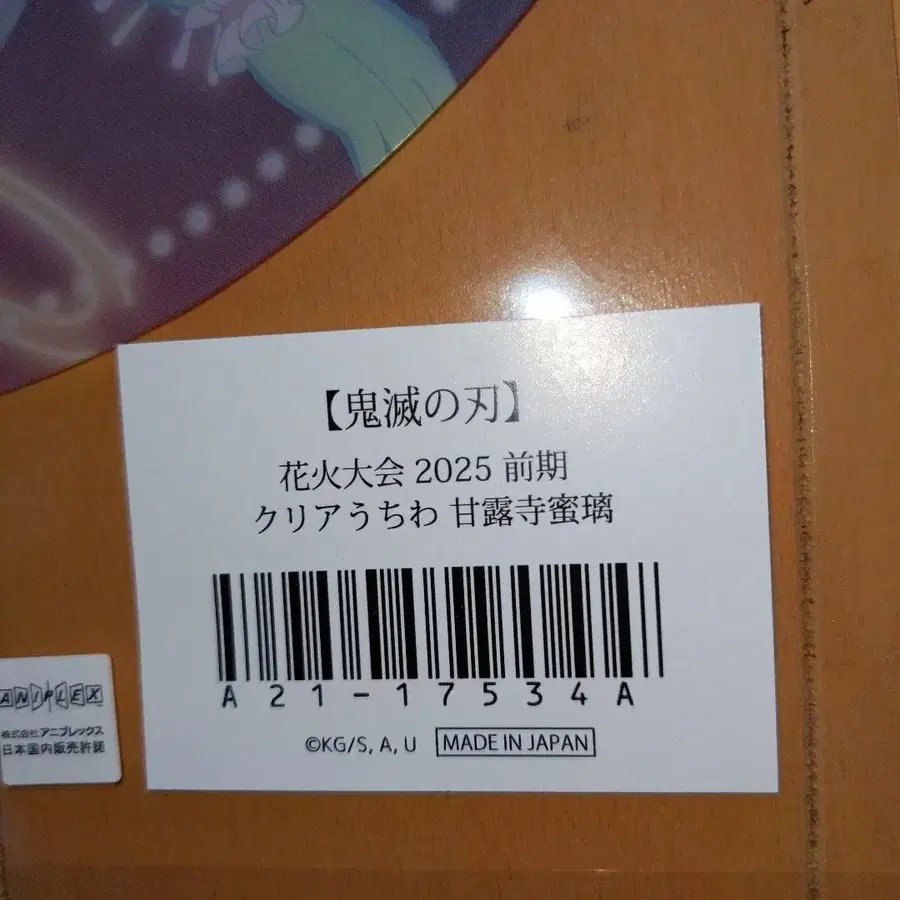 【鬼滅の刃】
花火大会 2025 前期
クリアうちわ 甘露寺蜜璃
A21-17534A
©KG/S, A, U MADE IN JAPAN
ANIPLEX
株式会社アニプレックス
日本国内販売許諾